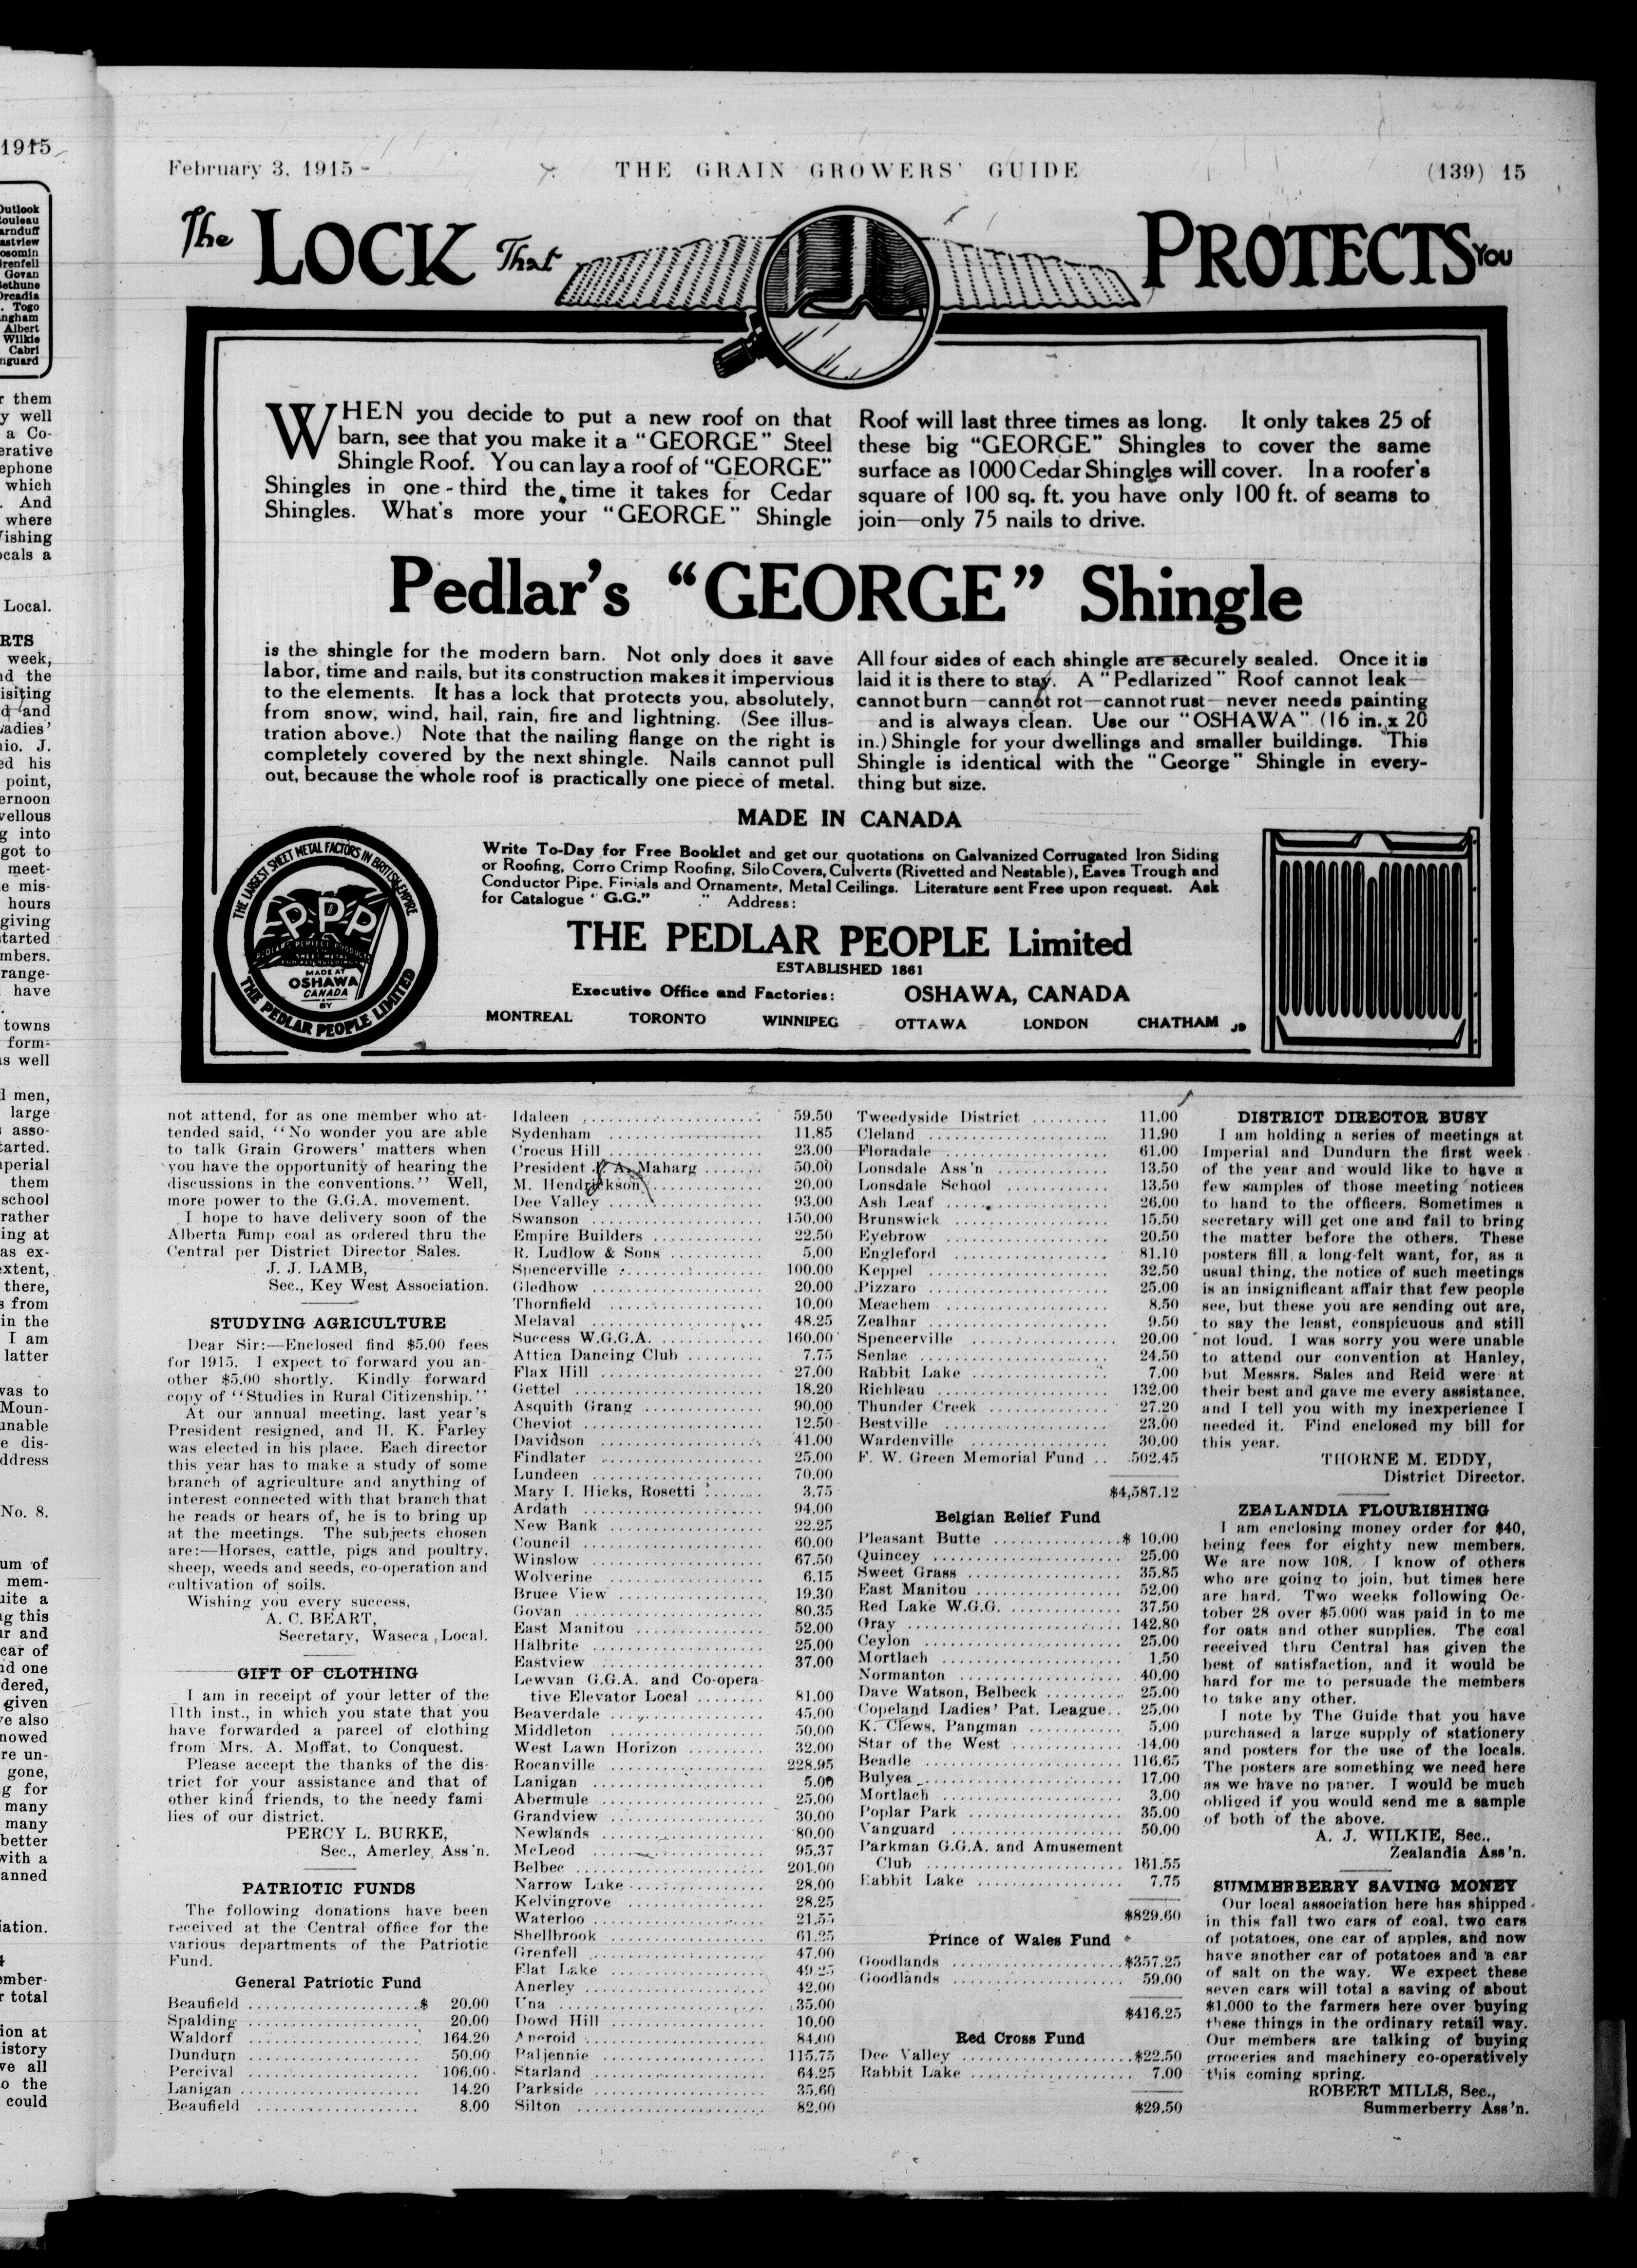 1915
Outlook
Govan
Togo
Albert
Wilkie
Cabri
February 3, 1915
THE GRAIN GROWERS' GUIDE
(139) 15
The LOCK That PROTECTS YOU
WHEN you decide to put a new roof on that
barn, see that you make it a "GEORGE" Steel
Shingle Roof. You can lay a roof of "GEORGE"
Shingles in one-third the time it takes for Cedar
Shingles. What's more your "GEORGE" Shingle
Roof will last three times as long. It only takes 25 of
these big "GEORGE" Shingles to cover the same
surface as 1000 Cedar Shingles will cover. In a roofer's
square of 100 sq. ft. you have only 100 ft. of seams to
join—only 75 nails to drive.
Pedlar's "GEORGE" Shingle
is the shingle for the modern barn. Not only does it save
labor, time and nails, but its construction makes it impervious
to the elements. It has a lock that protects you, absolutely,
from snow, wind, hail, rain, fire and lightning. (See illus-
tration above.) Note that the nailing flange on the right is
completely covered by the next shingle. Nails cannot pull
out, because the whole roof is practically one piece of metal.
All four sides of each shingle are securely sealed. Once it is
laid it is there to stay. A "Pedlarized" Roof cannot leak—
cannot burn—cannot rot—cannot rust—never needs painting
—and is always clean. Use our "OSHAWA" (16 in. x 20
in.) Shingle for your dwellings and smaller buildings. This
Shingle is identical with the "George" Shingle in every-
thing but size.
MADE IN CANADA
Write To-Day for Free Booklet and get our quotations on Galvanized Corrugated Iron Siding
or Roofing, Corro Crimp Roofing, Silo Covers, Culverts (Rivetted and Nestable), Eaves Trough and
Conductor Pipe, Finials and Ornaments, Metal Ceilings. Literature sent Free upon request. Ask
for Catalogue "G.G." Address:
THE PEDLAR PEOPLE Limited
ESTABLISHED 1861
Executive Office and Factories: OSHAWA, CANADA
MONTREAL TORONTO WINNIPEG OTTAWA LONDON CHATHAM
THE LARGEST SHEET METAL FACTORS IN BRITISH EMPIRE
PPP
PEDLAR'S PERFECT PRODUCTS
MADE AT
OSHAWA
CANADA
BY
THE PEDLAR PEOPLE LIMITED
not attend, for as one member who at-
tended said, "No wonder you are able
to talk Grain Growers' matters when
you have the opportunity of hearing the
discussions in the conventions." Well,
more power to the G.G.A. movement.
I hope to have delivery soon of the
Alberta Pump coal as ordered thru the
Central per District Director Sales.
J. J. LAMB,
Sec., Key West Association.
STUDYING AGRICULTURE
Dear Sir:—Enclosed find $5.00 fees
for 1915. I expect to forward you an-
other $5.00 shortly. Kindly forward
copy of "Studies in Rural Citizenship."
At our annual meeting, last year's
President resigned, and H. K. Farley
was elected in his place. Each director
this year has to make a study of some
branch of agriculture and anything of
interest connected with that branch that
he reads or hears of, he is to bring up
at the meetings. The subjects chosen
are:—Horses, cattle, pigs and poultry,
sheep, weeds and seeds, co-operation and
cultivation of soils.
Wishing you every success,
A. C. BEART,
Secretary, Waseca Local.
GIFT OF CLOTHING
I am in receipt of your letter of the
11th inst., in which you state that you
have forwarded a parcel of clothing
from Mrs. A. Moffat, to Conquest.
Please accept the thanks of the dis-
trict for your assistance and that of
other kind friends, to the needy fami
lies of our district.
PERCY L. BURKE,
Sec., Amerley Ass'n.
PATRIOTIC FUNDS
The following donations have been
received at the Central office for the
various departments of the Patriotic
Fund.
General Patriotic Fund
Beaufield $ 20.00
Spalding 20.00
Waldorf 164.20
Dundurn 50.00
Percival 106.00
Lanigan 14.20
Beaufield 8.00
Idaleen 59.50
Sydenham 11.85
Crocus Hill 23.00
President J. A. Maharg 50.00
M. Hendrickson 20.00
Dee Valley 93.00
Swanson 150.00
Empire Builders 22.50
R. Ludlow & Sons 5.00
Spencerville 100.00
Gledhow 20.00
Thornfield 10.00
Melaval 48.25
Success W.G.G.A. 160.00
Attica Dancing Club 7.75
Flax Hill 27.00
Gettel 18.20
Asquith Grang 90.00
Cheviot 12.50
Davidson 41.00
Findlater 25.00
Lundeen 70.00
Mary I. Hicks, Rosetti 3.75
Ardath 94.00
New Bank 22.25
Council 60.00
Winslow 67.50
Wolverine 6.15
Bruce View 19.30
Govan 80.35
East Manitou 52.00
Halbrite 25.00
Eastview 37.00
Lewvan G.G.A. and Co-opera
tive Elevator Local 81.00
Beaverdale 45.00
Middleton 50.00
West Lawn Horizon 32.00
Rocanville 228.95
Lanigan 5.00
Abermule 25.00
Grandview 30.00
Newlands 80.00
McLeod 95.37
Belbec 201.00
Narrow Lake 28.00
Kelvingrove 28.25
Waterloo 21.55
Shellbrook 61.25
Grenfell 47.00
Flat Lake 49.25
Anerley 42.00
Una 35.00
Dowd Hill 10.00
Aneroid 84.00
Paljennie 115.75
Starland 64.25
Parkside 35.60
Silton 82.00
Tweedyside District 11.00
Cleland 11.90
Floradale 61.00
Lonsdale Ass'n 13.50
Lonsdale School 13.50
Ash Leaf 26.00
Brunswick 15.50
Eyebrow 20.50
Engleford 81.10
Keppel 32.50
Pizzaro 25.00
Meachem 8.50
Zealhar 9.50
Spencerville 20.00
Senlac 24.50
Rabbit Lake 7.00
Richleau 132.00
Thunder Creek 27.20
Bestville 23.00
Wardenville 30.00
F. W. Green Memorial Fund 502.45
$4,587.12
Belgian Relief Fund
Pleasant Butte $ 10.00
Quincey 25.00
Sweet Grass 35.85
East Manitou 52.00
Red Lake W.G.G. 37.50
Gray 142.80
Ceylon 25.00
Mortlach 1.50
Normanton 40.00
Dave Watson, Belbeck 25.00
Copeland Ladies' Pat. League 25.00
K. Clews, Pangman 5.00
Star of the West 14.00
Beadle 116.65
Bulyea 17.00
Mortlach 3.00
Poplar Park 35.00
Vanguard 50.00
Parkman G.G.A. and Amusement
Club 161.55
Rabbit Lake 7.75
$829.60
Prince of Wales Fund
Goodlands $357.25
Goodlands 59.00
$416.25
Red Cross Fund
Dee Valley $22.50
Rabbit Lake 7.00
$29.50
DISTRICT DIRECTOR BUSY
I am holding a series of meetings at
Imperial and Dundurn the first week
of the year and would like to have a
few samples of those meeting notices
to hand to the officers. Sometimes a
secretary will get one and fail to bring
the matter before the others. These
posters fill a long-felt want, for, as a
usual thing, the notice of such meetings
is an insignificant affair that few people
see, but these you are sending out are,
to say the least, conspicuous and still
not loud. I was sorry you were unable
to attend our convention at Hanley,
but Messrs. Sales and Reid were at
their best and gave me every assistance,
and I tell you with my inexperience I
needed it. Find enclosed my bill for
this year.
THORNE M. EDDY,
District Director.
ZEALANDIA FLOURISHING
I am enclosing money order for $40,
being fees for eighty new members.
We are now 108. I know of others
who are going to join, but times here
are hard. Two weeks following Oc-
tober 28 over $5.000 was paid in to me
for oats and other supplies. The coal
received thru Central has given the
best of satisfaction, and it would be
hard for me to persuade the members
to take any other.
I note by The Guide that you have
purchased a large supply of stationery
and posters for the use of the locals.
The posters are something we need here
as we have no paper. I would be much
obliged if you would send me a sample
of both of the above.
A. J. WILKIE, Sec..
Zealandia Ass'n.
SUMMERBERRY SAVING MONEY
Our local association here has shipped
in this fall two cars of coal, two cars
of potatoes, one car of apples, and now
have another car of potatoes and a car
of salt on the way. We expect these
seven cars will total a saving of about
$1.000 to the farmers here over buying
these things in the ordinary retail way.
Our members are talking of buying
groceries and machinery co-operatively
this coming spring.
ROBERT MILLS, Sec.,
Summerberry Ass'n.